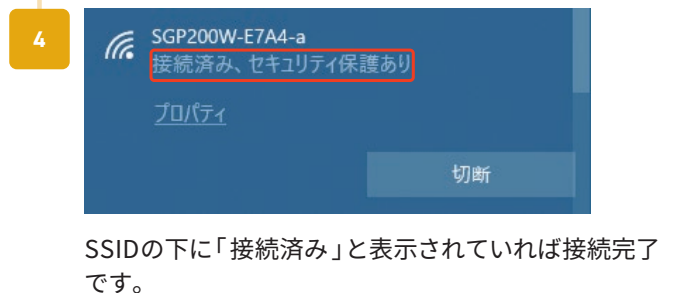 4
SGP200W-E7A4-a
接続済み、セキュリティ保護あり
プロパティ
切断
SSIDの下に「接続済み」と表示されていれば接続完了
です。